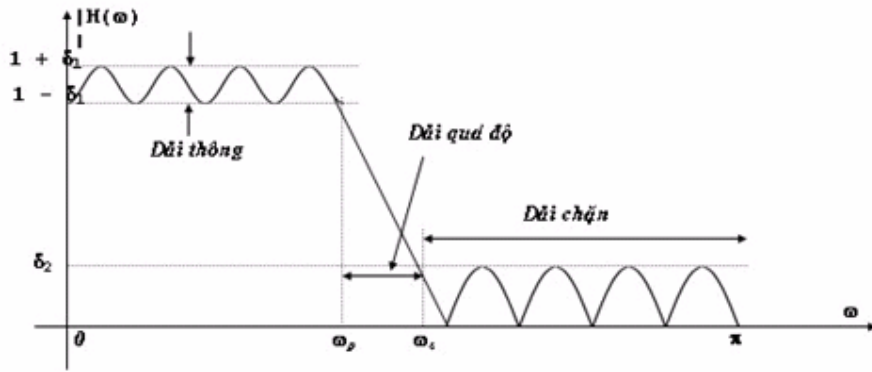 |H(ω)|
1 + δ₁
1 - δ₁
Dải thông
Dải quá độ
Dải chặn
δ₂
0
ωₚ
ωₛ
π
ω